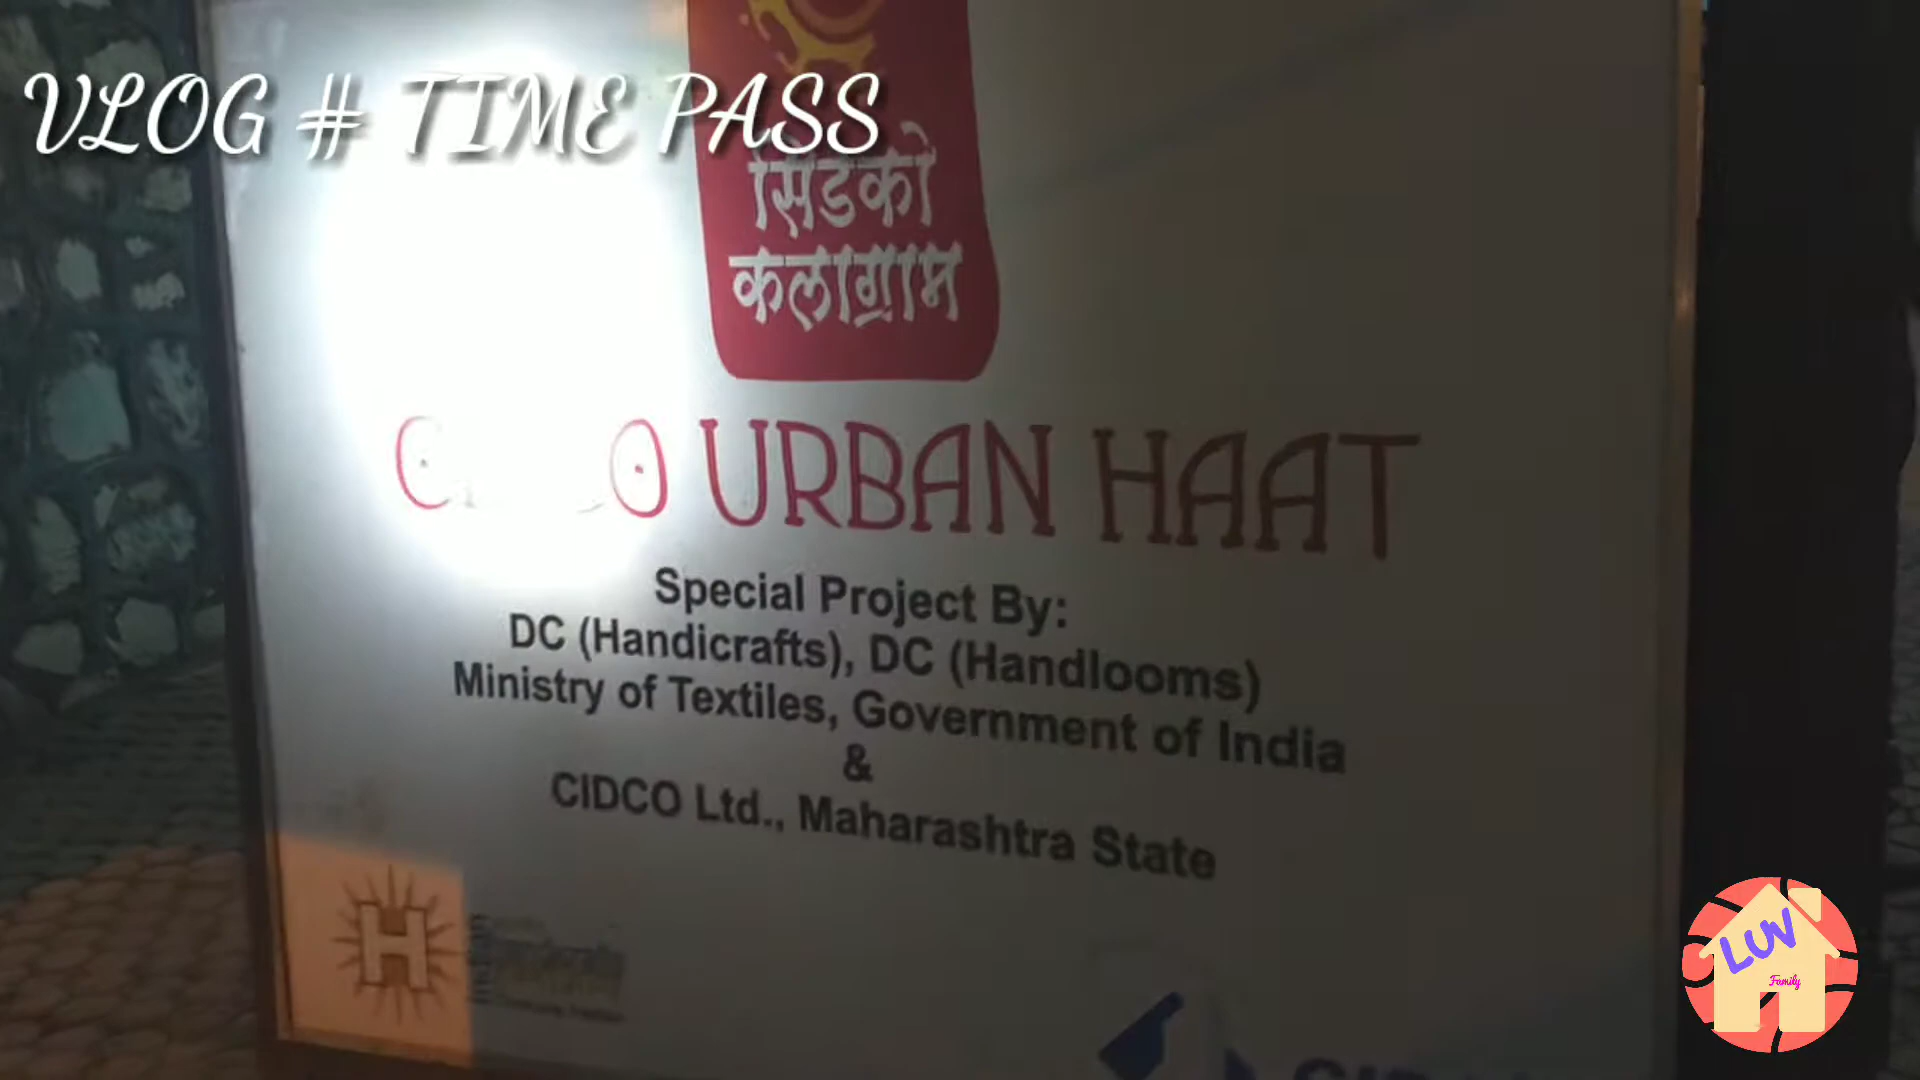 VLOG # TIME PASS
सिडको
कलाग्राम
URBAN HAAT
Special Project By:
DC (Handicrafts), DC (Handlooms)
Ministry of Textiles, Government of India
&
CIDCO Ltd., Maharashtra State
H
LUV
Family